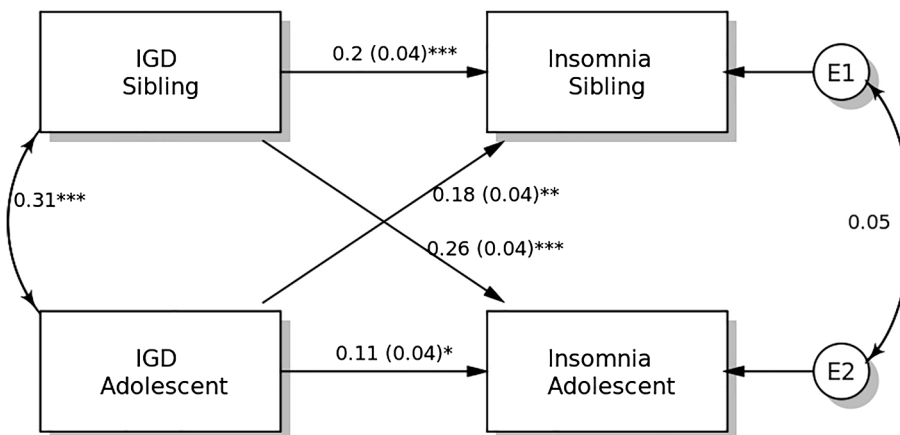 IGD
Sibling
0.2 (0.04)***
Insomnia
Sibling
E1
0.31***
0.18 (0.04)**
0.05
0.26 (0.04)***
IGD
Adolescent
0.11 (0.04)*
Insomnia
Adolescent
E2